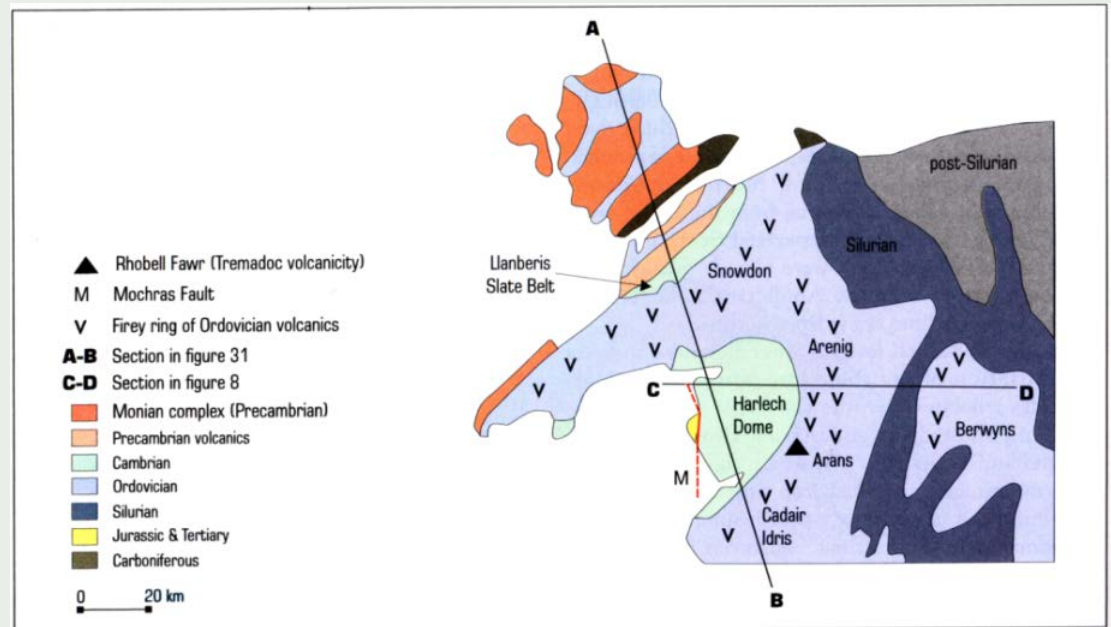 A
post-Silurian
Silurian
Llanberis
Slate Belt
Snowdon
Arenig
C
D
Harlech
Dome
Berwyns
Arans
M
Cadair
Idris
B
Rhobell Fawr (Tremadoc volcanicity)
M Mochras Fault
V Firey ring of Ordovician volcanics
A-B Section in figure 31
C-D Section in figure 8
Monian complex (Precambrian)
Precambrian volcanics
Cambrian
Ordovician
Silurian
Jurassic & Tertiary
Carboniferous
0 20 km